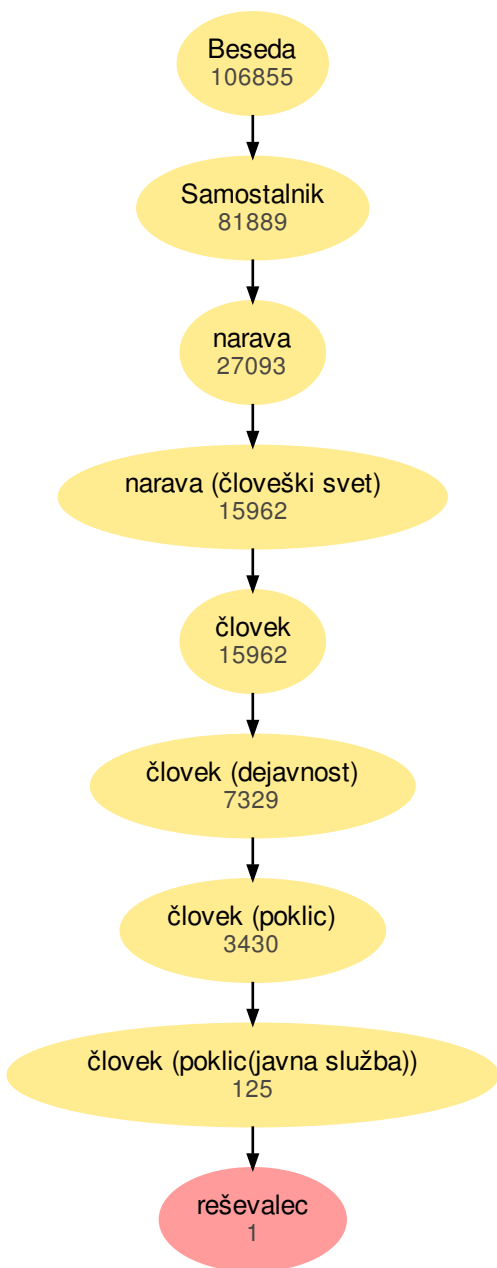 Beseda
106855
Samostalnik
81889
narava
27093
narava (človeški svet)
15962
človek
15962
človek (dejavnost)
7329
človek (poklic)
3430
človek (poklic(javna služba))
125
reševalec
1